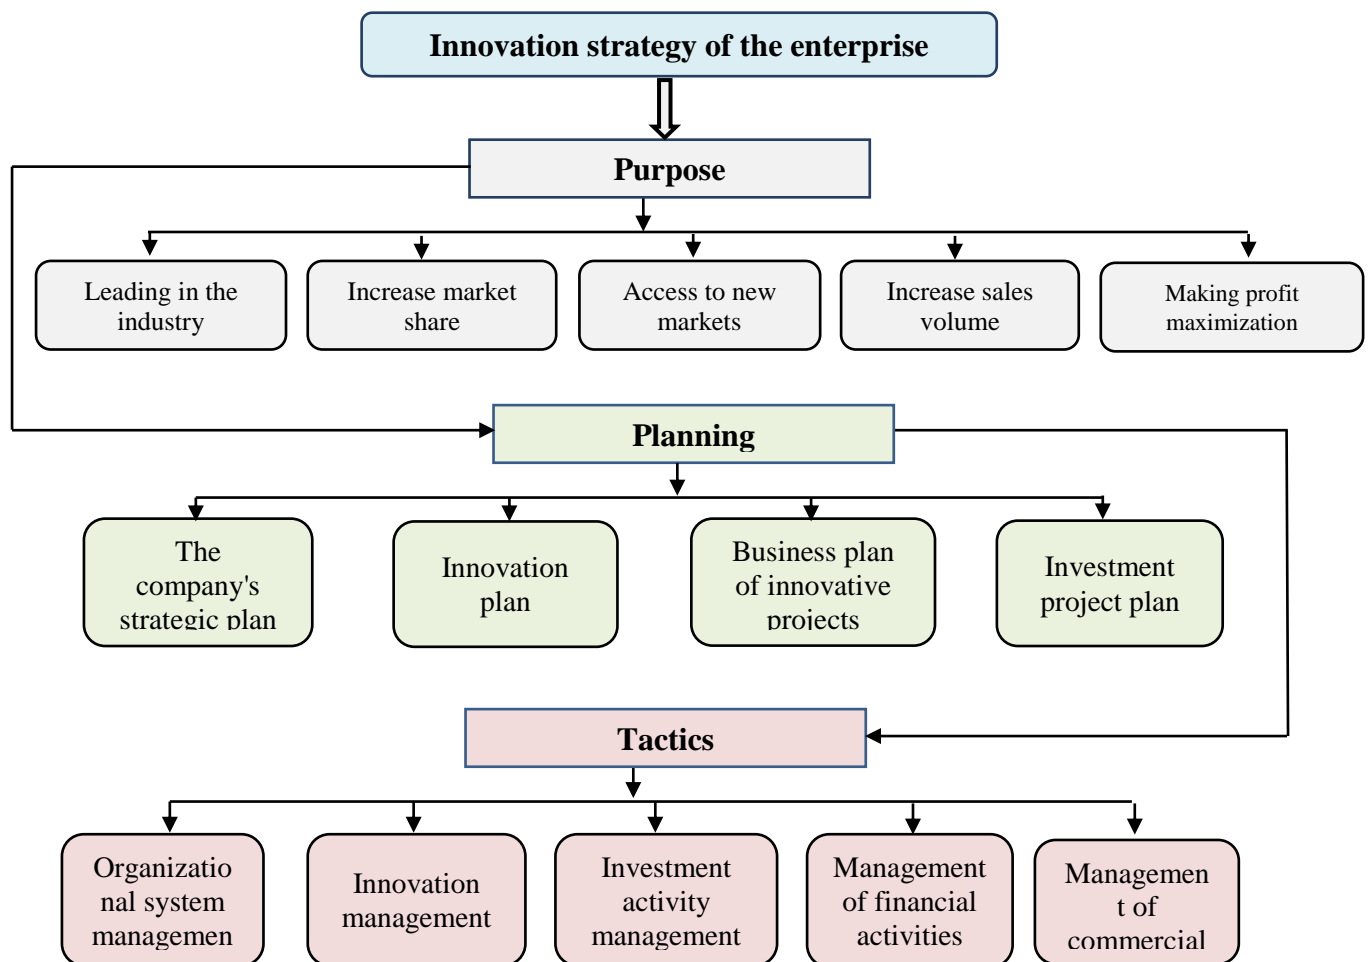 Innovation strategy of the enterprise
Purpose
Leading in the
industry
Increase market
share
Access to new
markets
Increase sales
volume
Making profit
maximization
Planning
The
company's
strategic plan
Innovation
plan
Business plan
of innovative
projects
Investment
project plan
Tactics
Organizatio
nal system
managemen
Innovation
management
Investment
activity
management
Management
of financial
activities
Managemen
t of
commercial